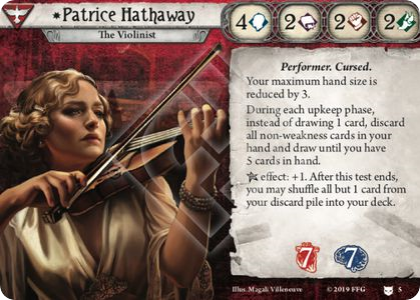 Patrice Hathaway
The Violinist
4 2 2 2
Performer. Cursed.
Your maximum hand size is
reduced by 3.
During each upkeep phase,
instead of drawing 1 card, discard
all non-weakness cards in your
hand and draw until you have
5 cards in hand.
effect: +1. After this test ends,
you may shuffle all but 1 card from
your discard pile into your deck.
7 7
Illus. Magali Villeneuve © 2019 FFG 5